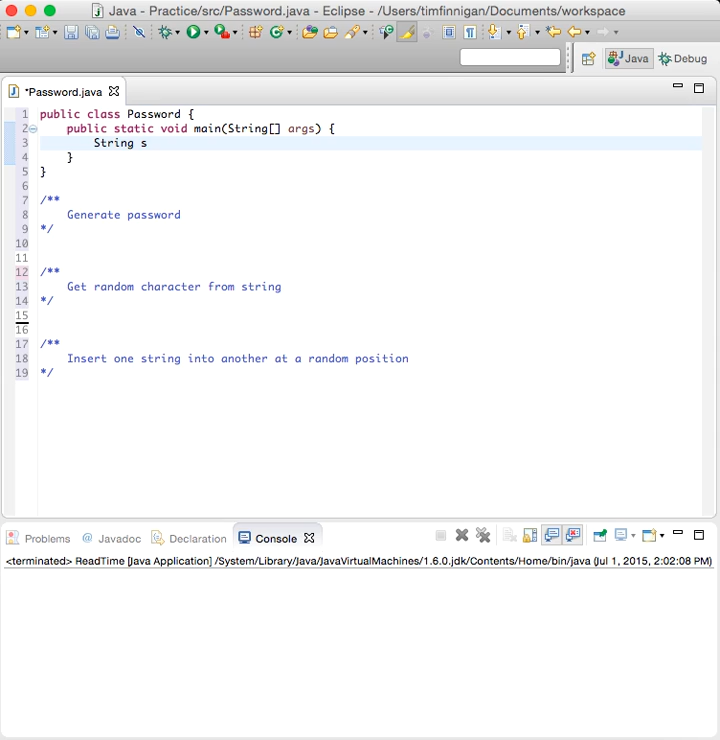 Java - Practice/src/Password.java - Eclipse - /Users/timfinnigan/Documents/workspace
Java
Debug
*Password.java
1 public class Password {
2 public static void main(String[] args) {
3 String s
4 }
5 }
6
7 /**
8 Generate password
9 */
10
11
12 /**
13 Get random character from string
14 */
15
16
17 /**
18 Insert one string into another at a random position
19 */
Problems @ Javadoc Declaration Console
<terminated> ReadTime [Java Application] /System/Library/Java/JavaVirtualMachines/1.6.0.jdk/Contents/Home/bin/java (Jul 1, 2015, 2:02:08 PM)